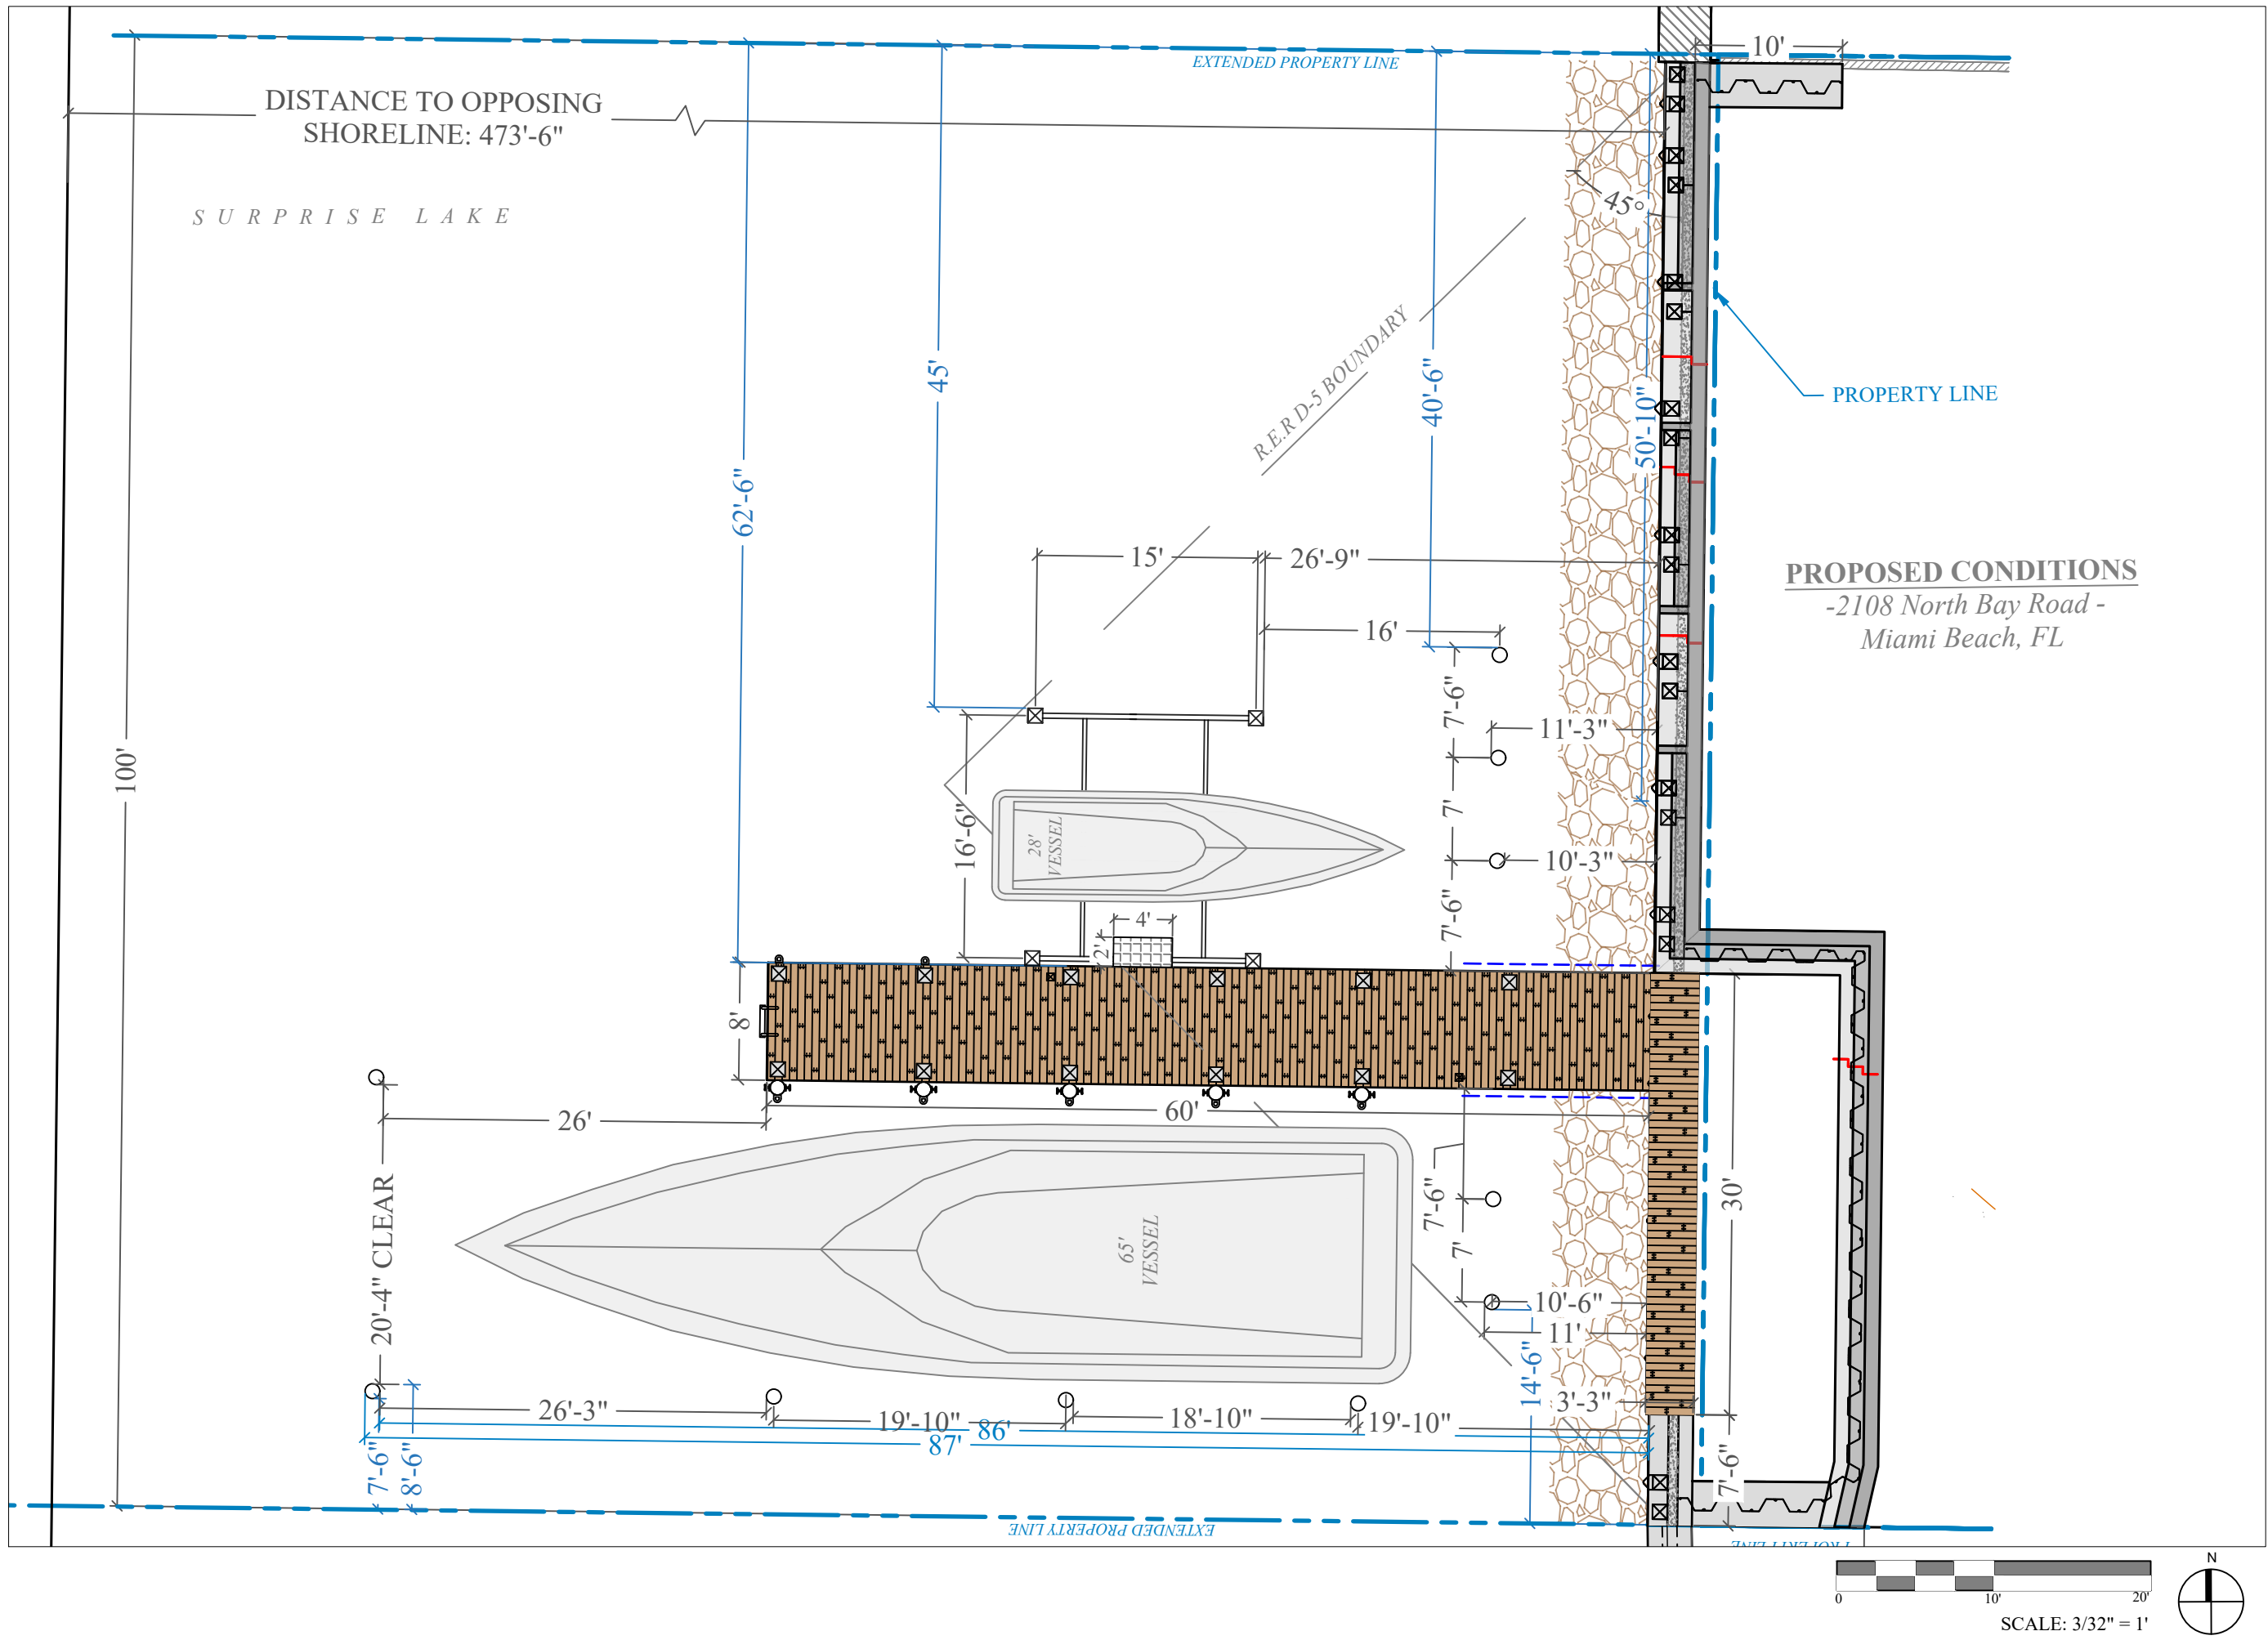 10'
EXTENDED PROPERTY LINE
DISTANCE TO OPPOSING
SHORELINE: 473'-6"
SURPRISE LAKE
45°
R.E.R D-5 BOUNDARY
45'
40'-6"
50'-10"
PROPERTY LINE
62'-6"
15'
26'-9"
PROPOSED CONDITIONS
-2108 North Bay Road -
Miami Beach, FL
16'
7'-6"
11'-3"
100'
7'
16'-6"
28'
VESSEL
10'-3"
7'-6"
4'
2'
8'
60'
26'
20'-4" CLEAR
65'
VESSEL
7'-6"
7'
30'
10'-6"
11'
14'-6"
3'-3"
26'-3"
19'-10"
18'-10"
19'-10"
86'
87'
7'-6"
8'-6"
7'-6"
EXTENDED PROPERTY LINE
PROPERTY LINE
0
10'
20'
SCALE: 3/32" = 1'
N